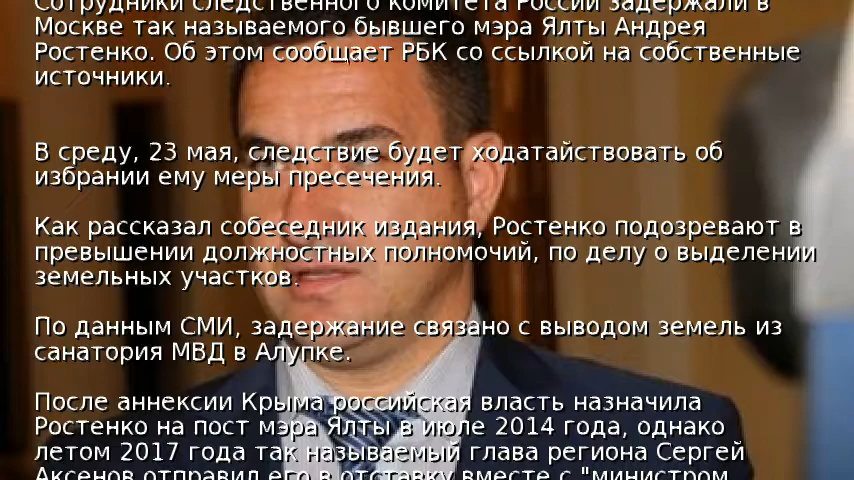 Сотрудники следственного комитета России задержали в
Москве так называемого бывшего мэра Ялты Андрея
Ростенко. Об этом сообщает РБК со ссылкой на собственные
источники.
В среду, 23 мая, следствие будет ходатайствовать об
избрании ему меры пресечения.
Как рассказал собеседник издания, Ростенко подозревают в
превышении должностных полномочий, по делу о выделении
земельных участков.
По данным СМИ, задержание связано с выводом земель из
санатория МВД в Алупке.
После аннексии Крыма российская власть назначила
Ростенко на пост мэра Ялты в июле 2014 года, однако
летом 2017 года так называемый глава региона Сергей
Аксенов отправил его в отставку вместе с "министром